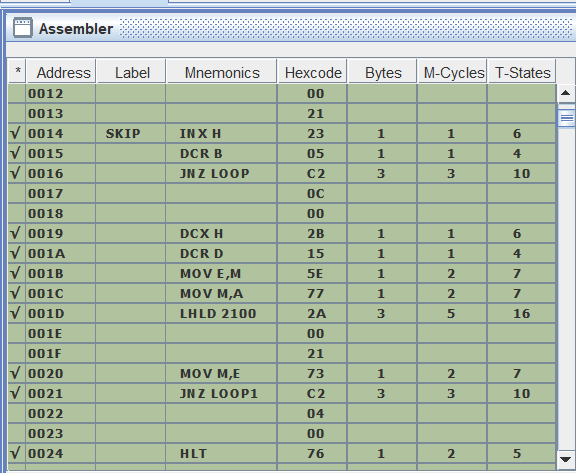 Assembler
* Address Label Mnemonics Hexcode Bytes M-Cycles T-States
0012 00
0013 21
√ 0014 SKIP INX H 23 1 1 6
√ 0015 DCR B 05 1 1 4
√ 0016 JNZ LOOP C2 3 3 10
0017 0C
0018 00
√ 0019 DCX H 2B 1 1 6
√ 001A DCR D 15 1 1 4
√ 001B MOV E,M 5E 1 2 7
√ 001C MOV M,A 77 1 2 7
√ 001D LHLD 2100 2A 3 5 16
001E 00
001F 21
√ 0020 MOV M,E 73 1 2 7
√ 0021 JNZ LOOP1 C2 3 3 10
0022 04
0023 00
√ 0024 HLT 76 1 2 5